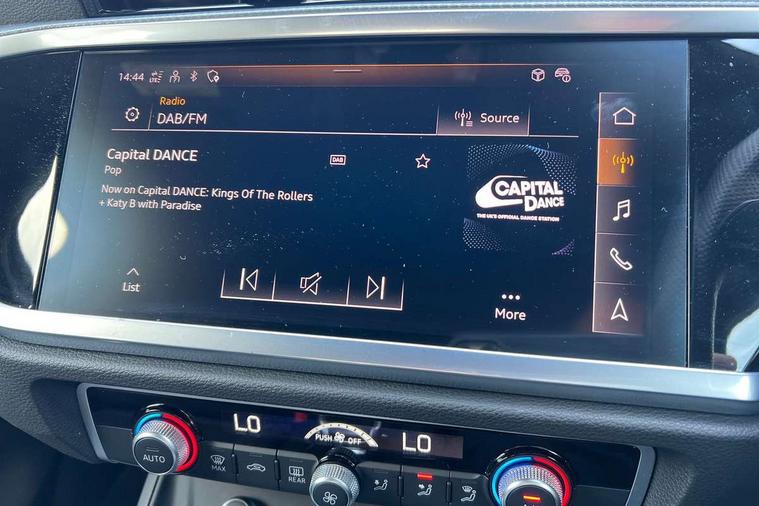 14:44
LTE
Radio
DAB/FM
Source
Capital DANCE
DAB
Pop
Now on Capital DANCE: Kings Of The Rollers
+ Katy B with Paradise
CAPITAL
DANCE
THE UK'S OFFICIAL DANCE STATION
List
More
LO
PUSH OFF
LO
AUTO
MAX
REAR